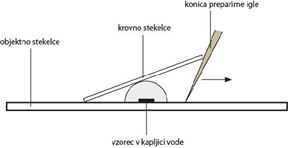 konica preparirne igle
krovno stekelce
objektno stekelce
vzorec v kapljici vode